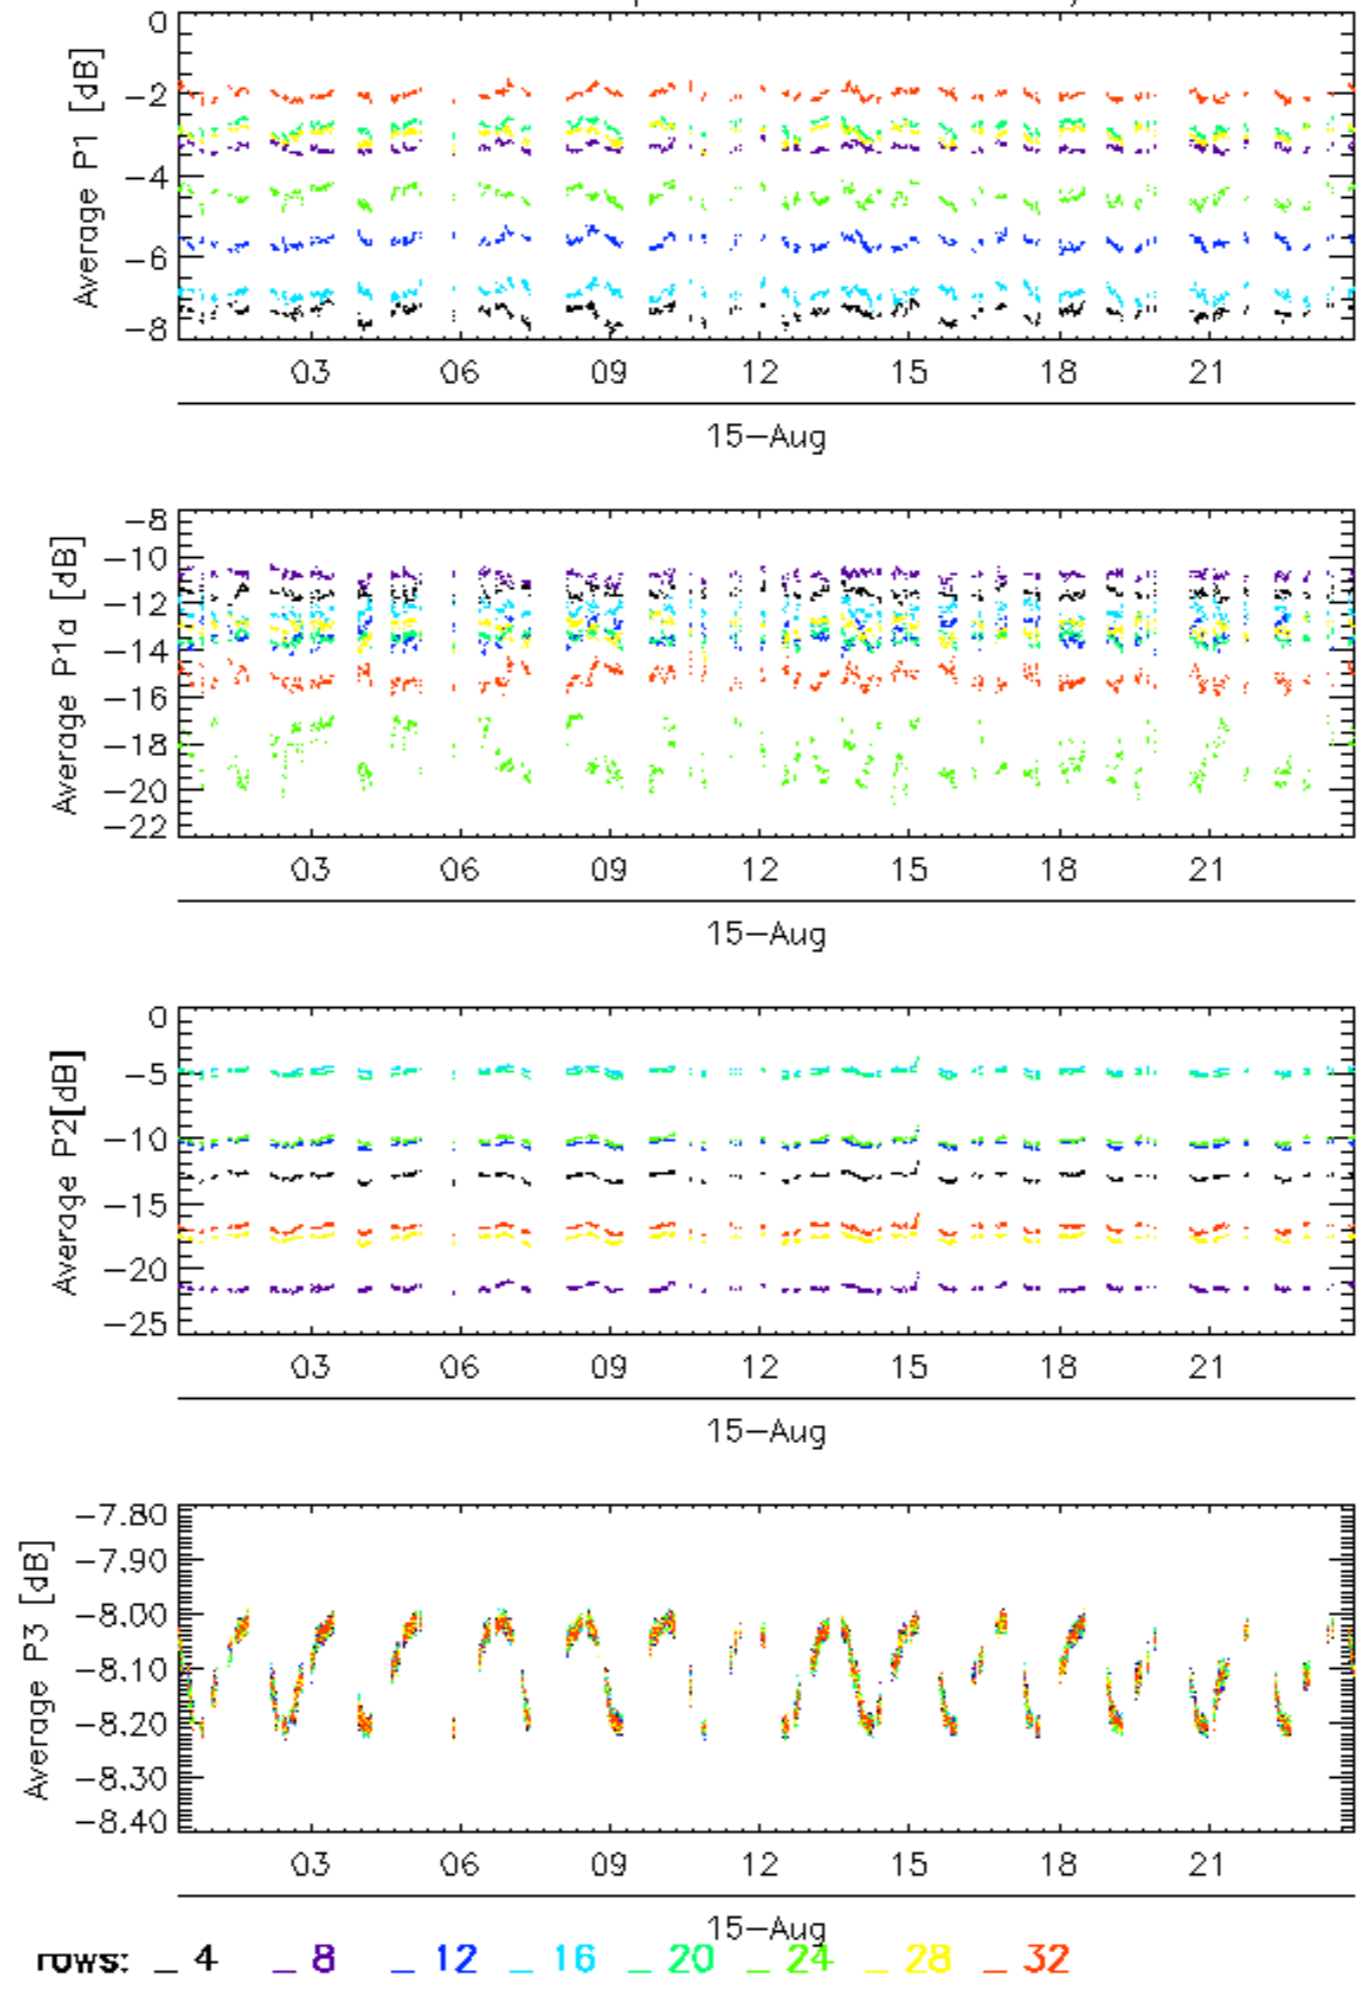 Average P1 [dB]
0
−2
−4
−6
−8
03 06 09 12 15 18 21
15−Aug
Average P1a [dB]
−8
−10
−12
−14
−16
−18
−20
−22
03 06 09 12 15 18 21
15−Aug
Average P2[dB]
0
−5
−10
−15
−20
−25
03 06 09 12 15 18 21
15−Aug
Average P3 [dB]
−7.80
−7.90
−8.00
−8.10
−8.20
−8.30
−8.40
03 06 09 12 15 18 21
15−Aug
rows: _ 4 _ 8 _ 12 _ 16 _ 20 _ 24 _ 28 _ 32